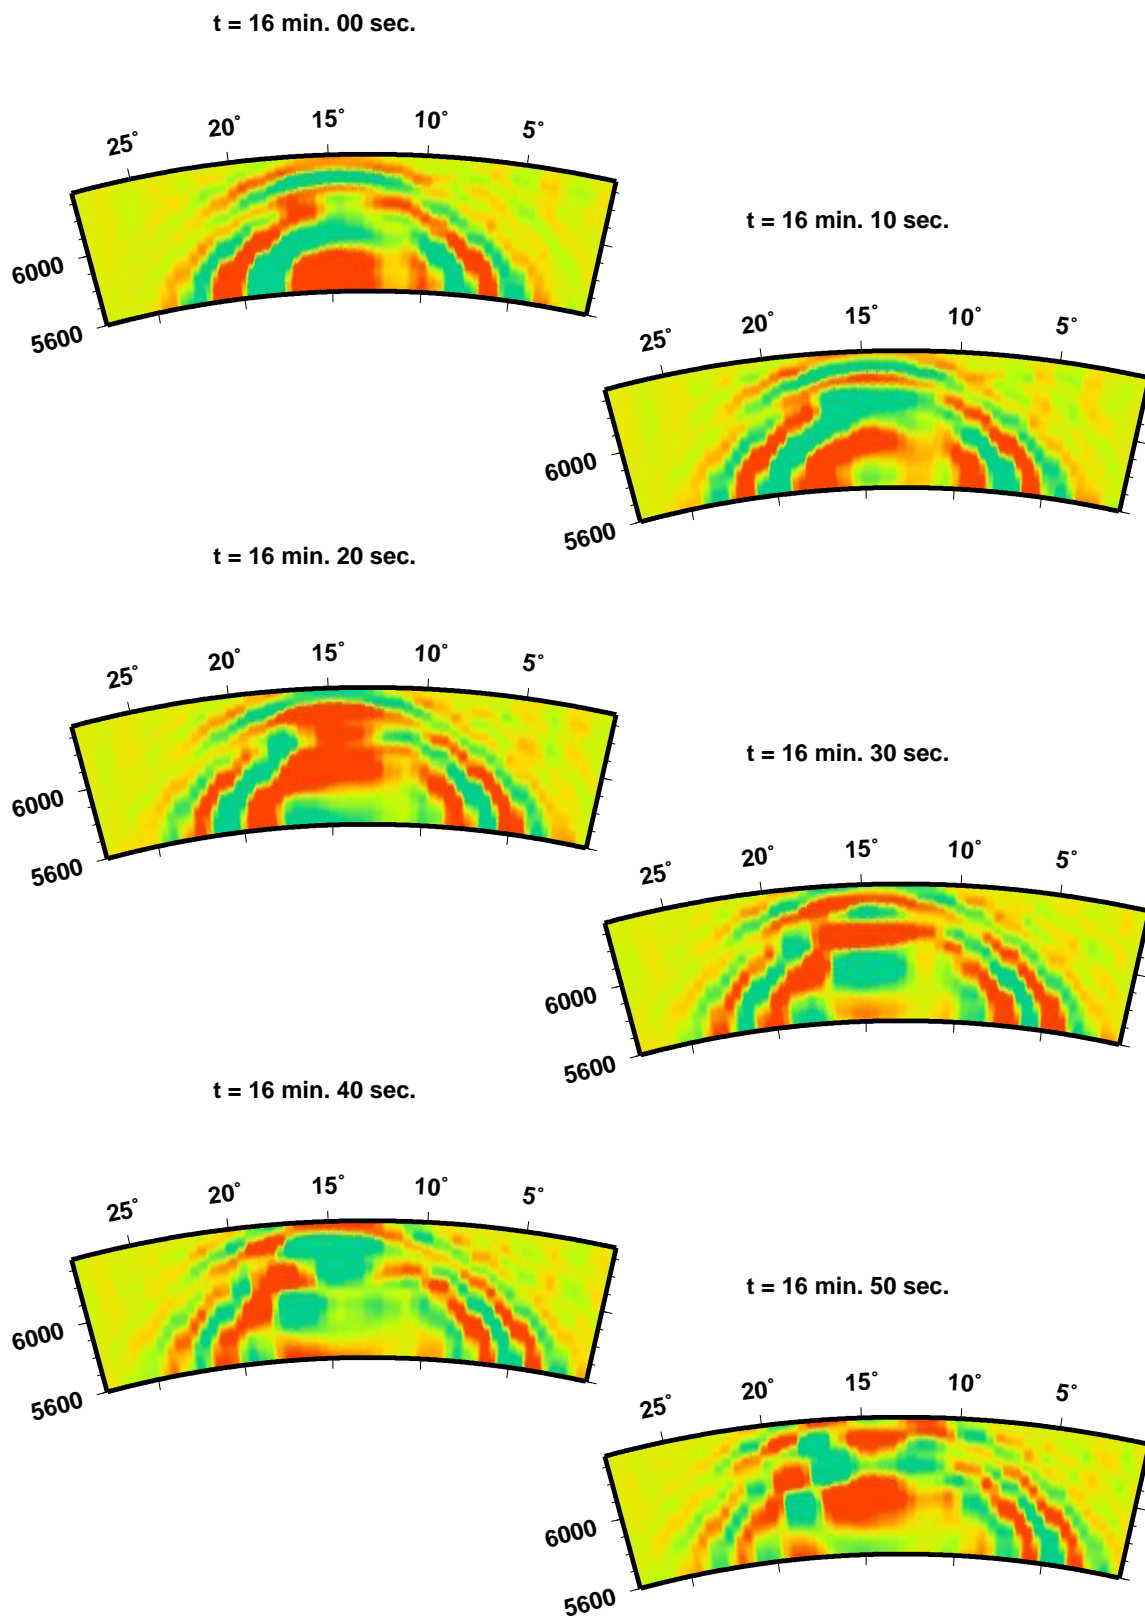 t = 16 min. 00 sec.
25° 20° 15° 10° 5°
6000
5600
t = 16 min. 10 sec.
25° 20° 15° 10° 5°
6000
5600
t = 16 min. 20 sec.
25° 20° 15° 10° 5°
6000
5600
t = 16 min. 30 sec.
25° 20° 15° 10° 5°
6000
5600
t = 16 min. 40 sec.
25° 20° 15° 10° 5°
6000
5600
t = 16 min. 50 sec.
25° 20° 15° 10° 5°
6000
5600